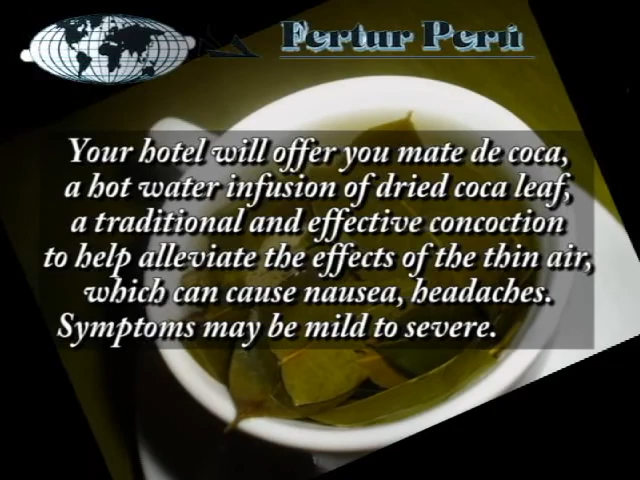 Fertur Perú
Your hotel will offer you mate de coca,
a hot water infusion of dried coca leaf,
a traditional and effective concoction
to help alleviate the effects of the thin air,
which can cause nausea, headaches.
Symptoms may be mild to severe.